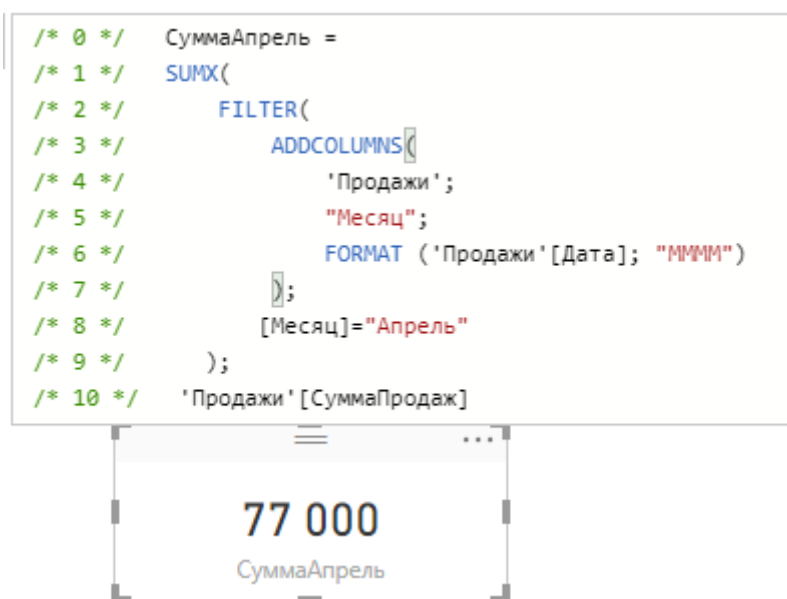 /* 0 */ СуммаАпрель =
/* 1 */ SUMX(
/* 2 */ FILTER(
/* 3 */ ADDCOLUMNS(
/* 4 */ 'Продажи';
/* 5 */ "Месяц";
/* 6 */ FORMAT ('Продажи'[Дата]; "MMMM")
/* 7 */ );
/* 8 */ [Месяц]="Апрель"
/* 9 */ );
/* 10 */ 'Продажи'[СуммаПродаж]
77 000
СуммаАпрель